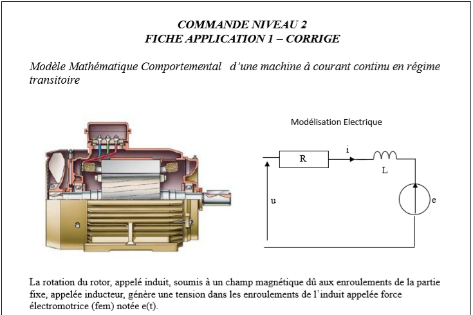 COMMANDE NIVEAU 2
FICHE APPLICATION 1 – CORRIGE
Modèle Mathématique Comportemental d'une machine à courant continu en régime
transitoire
Modélisation Electrique
i
R
L
u
e
La rotation du rotor, appelé induit, soumis à un champ magnétique dû aux enroulements de la partie
fixe, appelée inducteur, génère une tension dans les enroulements de l'induit appelée force
électromotrice (fem) notée e(t).